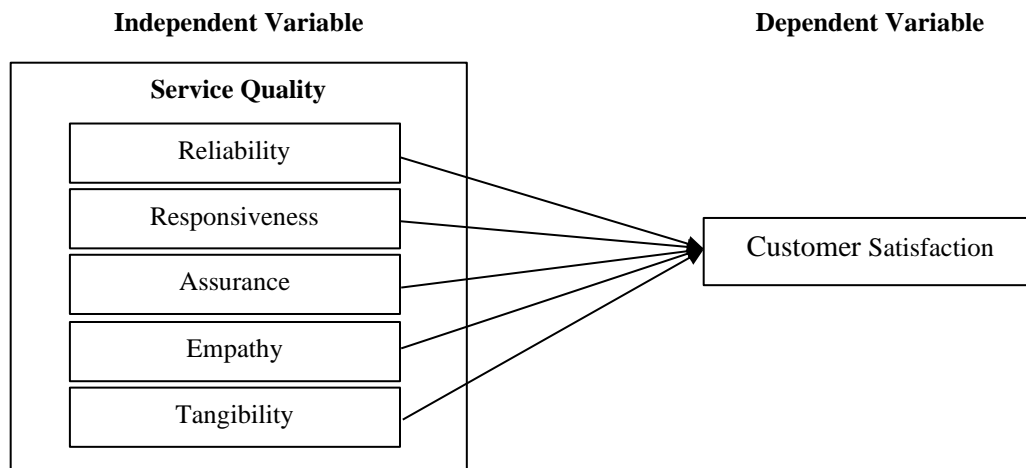 Independent Variable
Dependent Variable
Service Quality
Reliability
Responsiveness
Assurance
Empathy
Tangibility
Customer Satisfaction